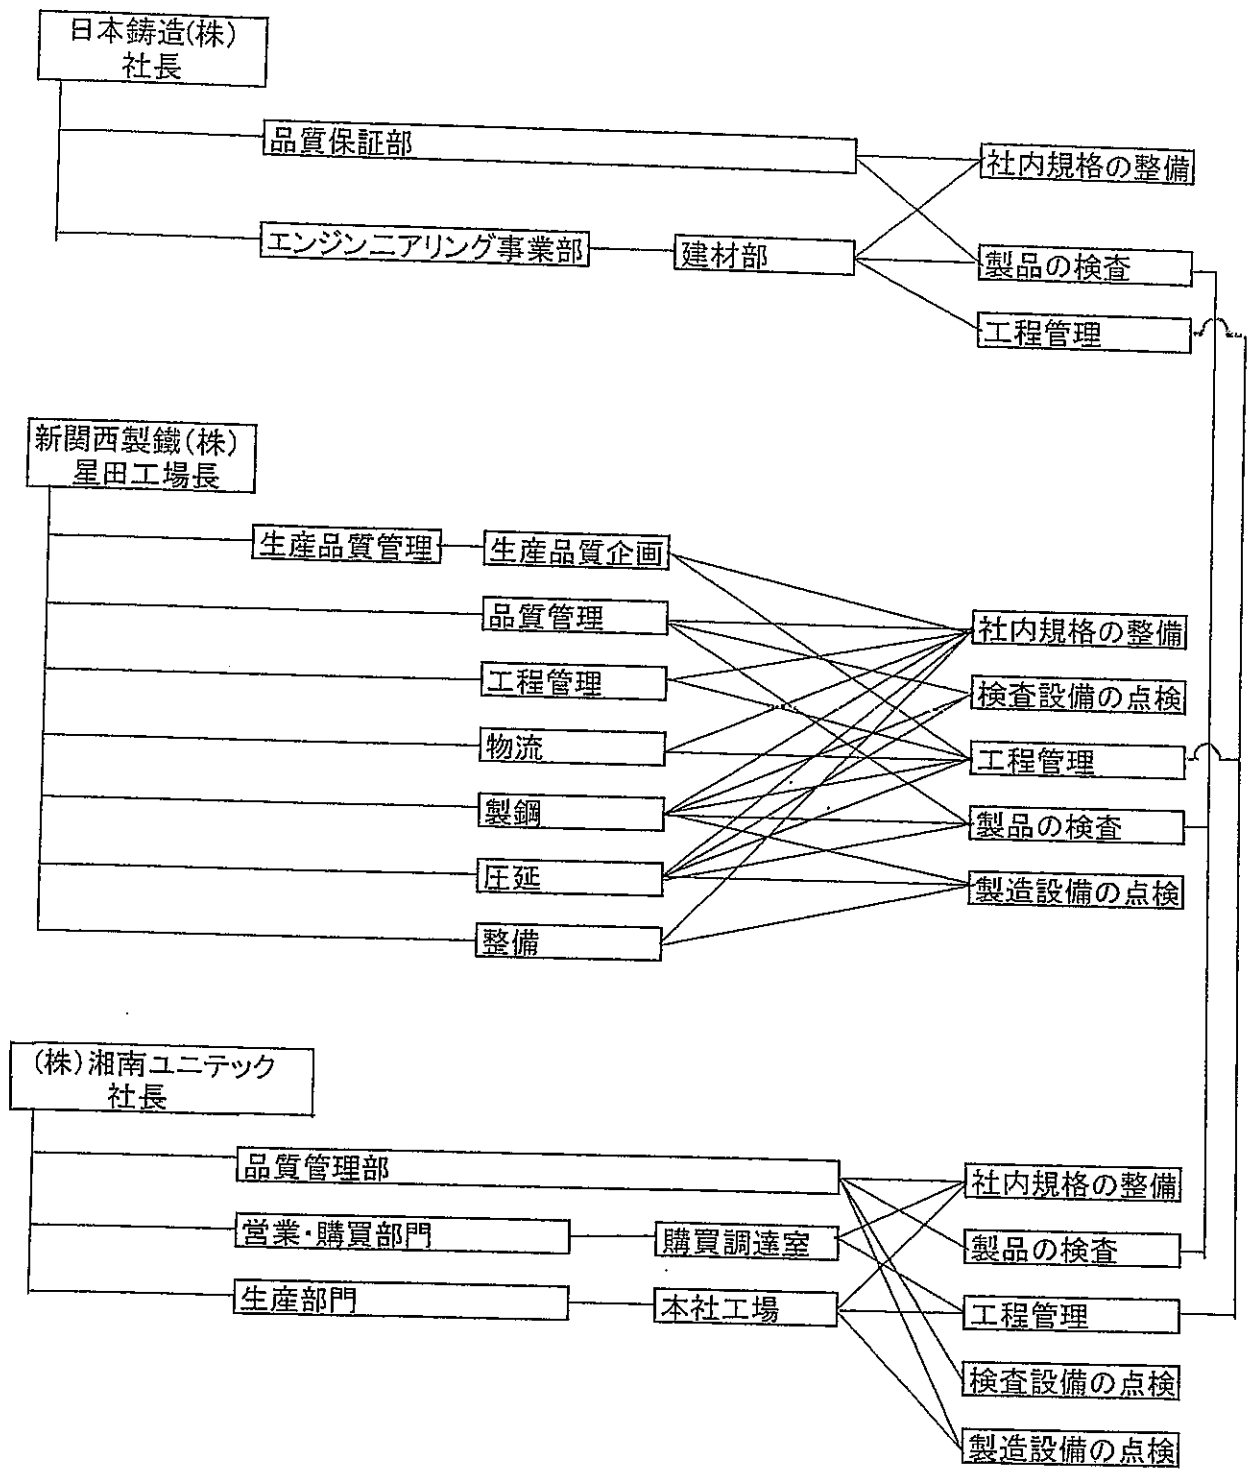 日本鋳造(株)
社長
品質保証部
社内規格の整備
エンジンニアリング事業部
建材部
製品の検査
工程管理
新関西製鐵(株)
星田工場長
生産品質管理
生産品質企画
品質管理
社内規格の整備
工程管理
検査設備の点検
物流
工程管理
製鋼
製品の検査
圧延
製造設備の点検
整備
(株)湘南ユニテック
社長
品質管理部
社内規格の整備
営業・購買部門
購買調達室
製品の検査
生産部門
本社工場
工程管理
検査設備の点検
製造設備の点検